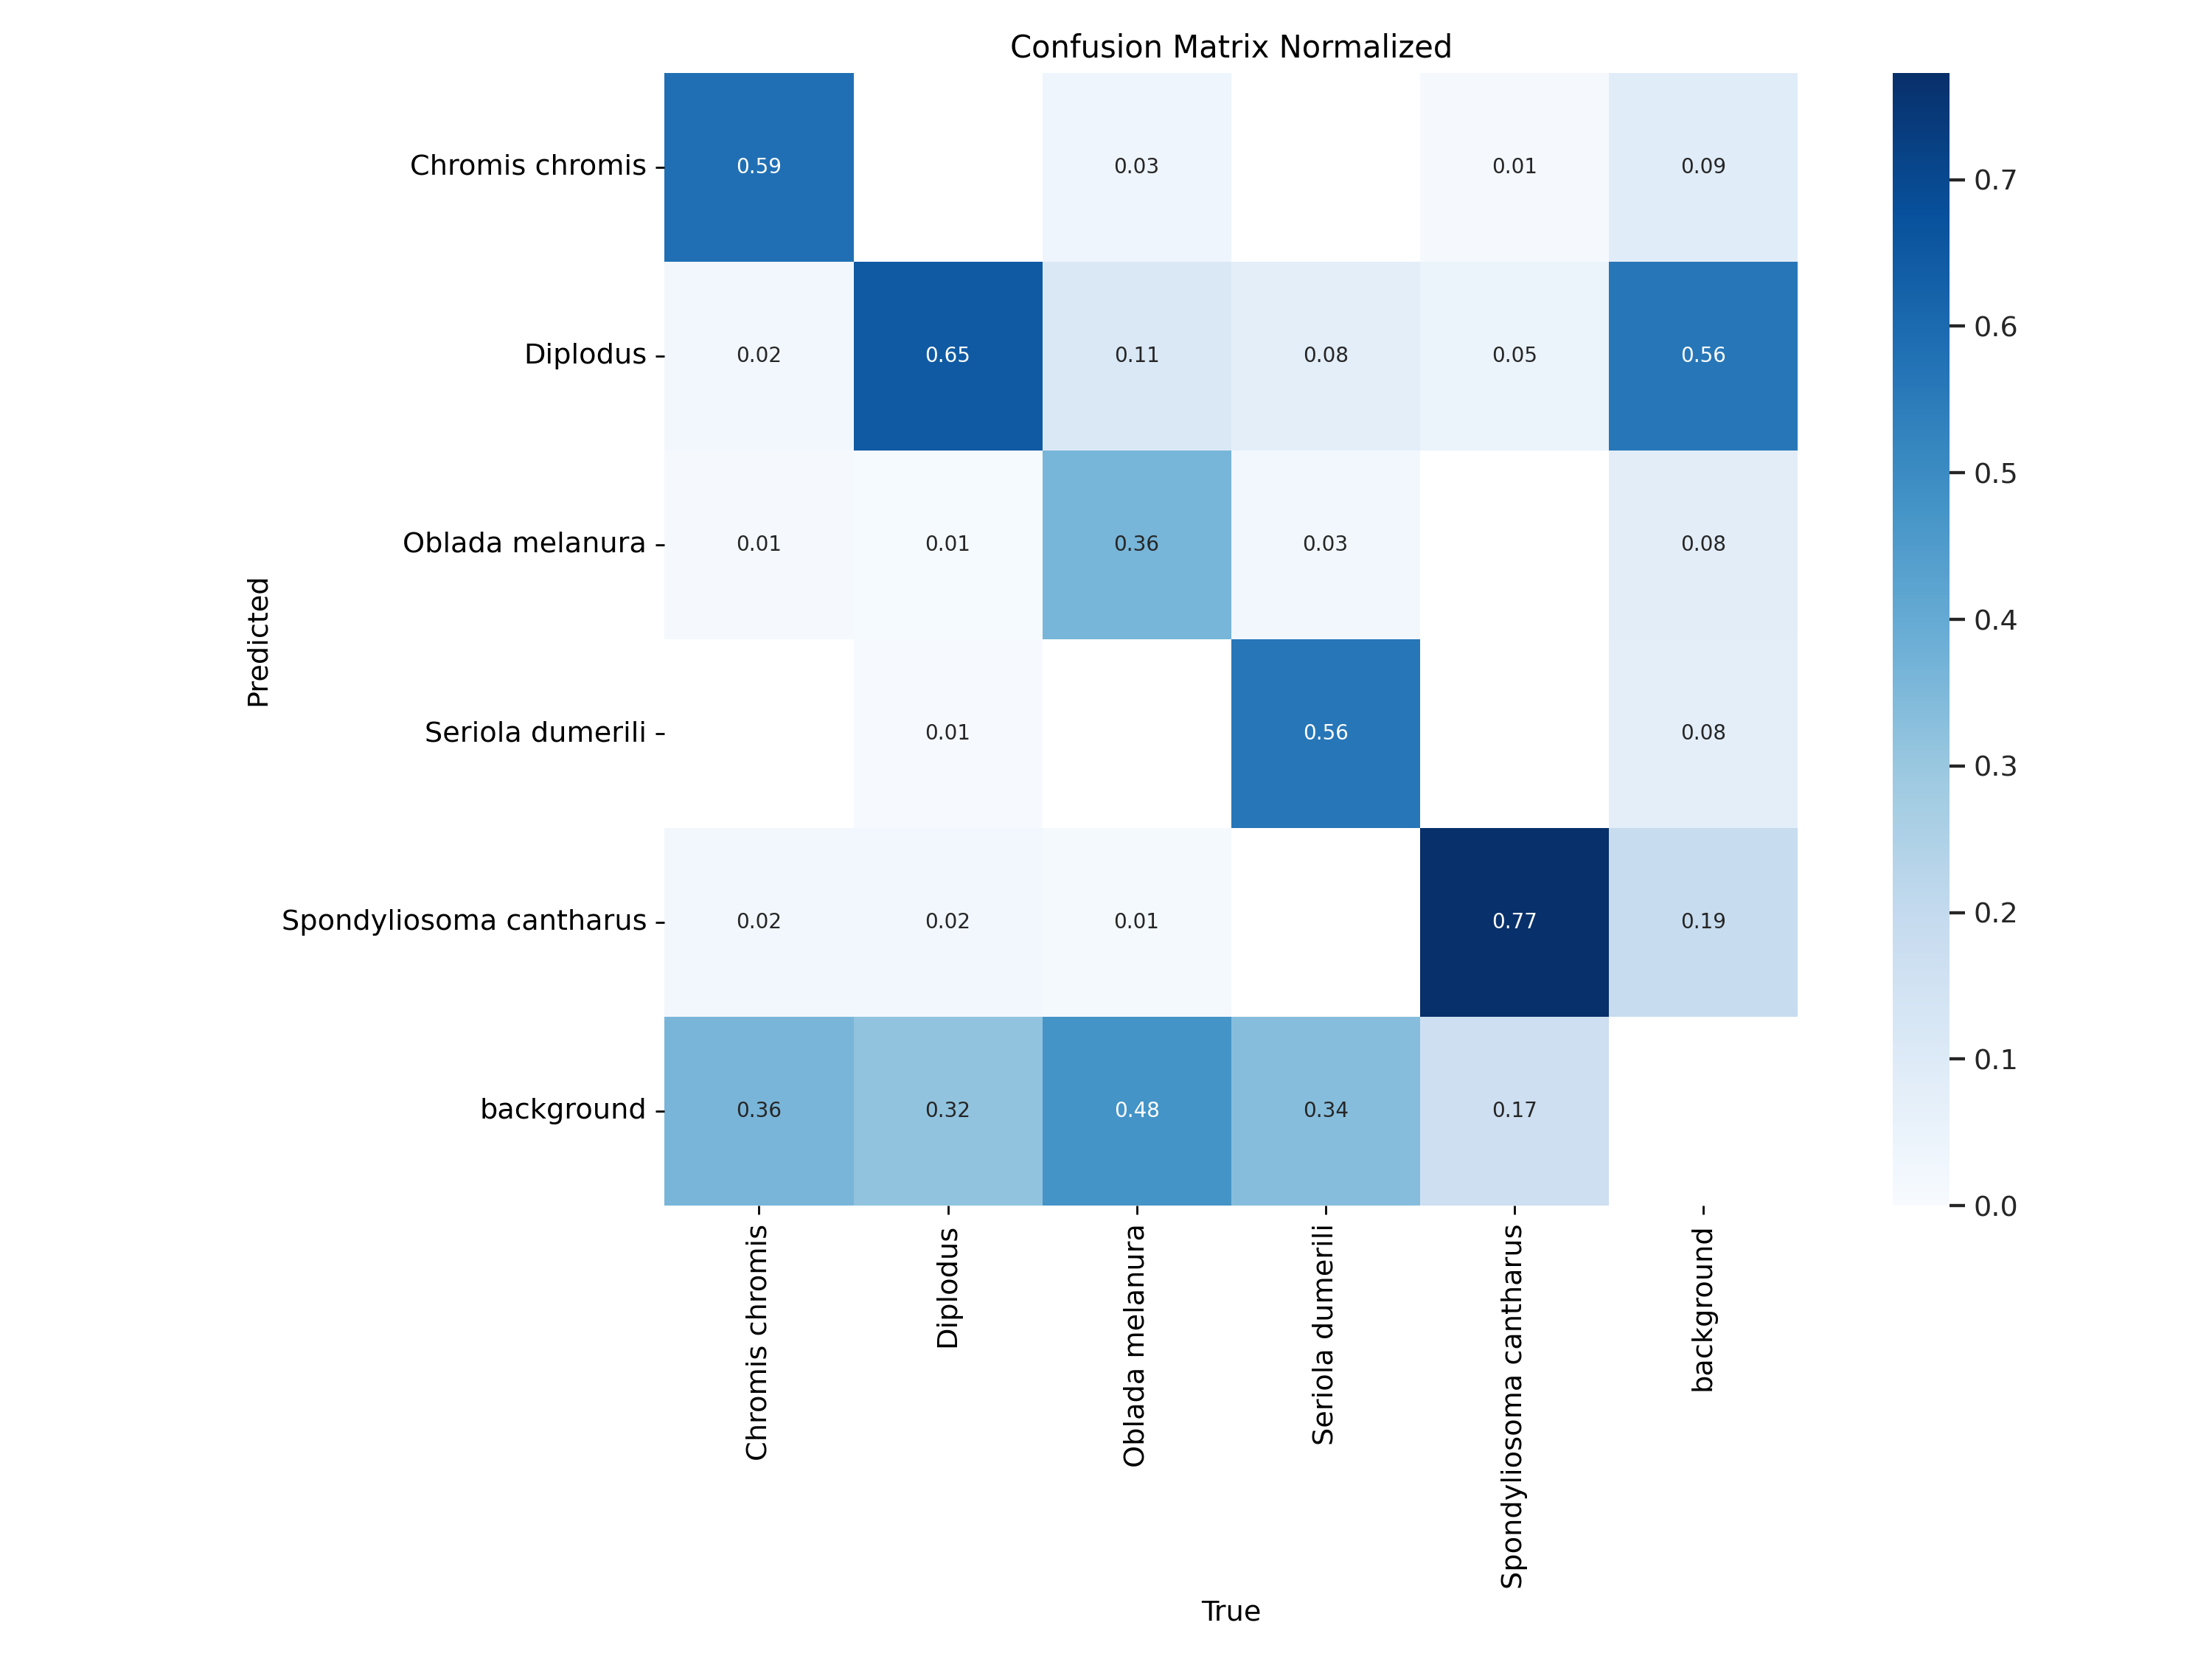 Confusion Matrix Normalized
Chromis chromis 0.59 0.03 0.01 0.09
Diplodus 0.02 0.65 0.11 0.08 0.05 0.56
Oblada melanura 0.01 0.01 0.36 0.03 0.08
Seriola dumerili 0.01 0.56 0.08
Spondyliosoma cantharus 0.02 0.02 0.01 0.77 0.19
background 0.36 0.32 0.48 0.34 0.17
Predicted
Chromis chromis
Diplodus
Oblada melanura
Seriola dumerili
Spondyliosoma cantharus
background
True
0.7
0.6
0.5
0.4
0.3
0.2
0.1
0.0